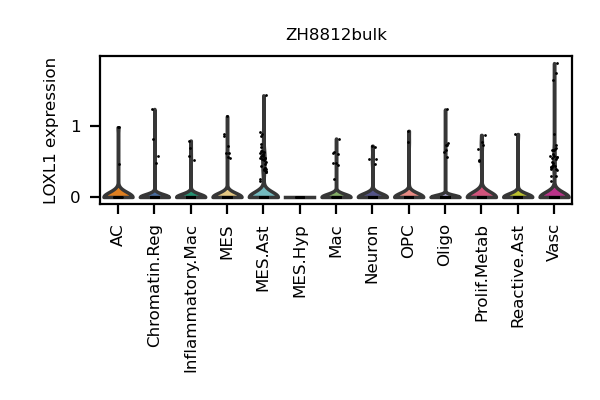 ZH8812bulk
LOXL1 expression
1
0
AC
Chromatin.Reg
Inflammatory.Mac
MES
MES.Ast
MES.Hyp
Mac
Neuron
OPC
Oligo
Prolif.Metab
Reactive.Ast
Vasc